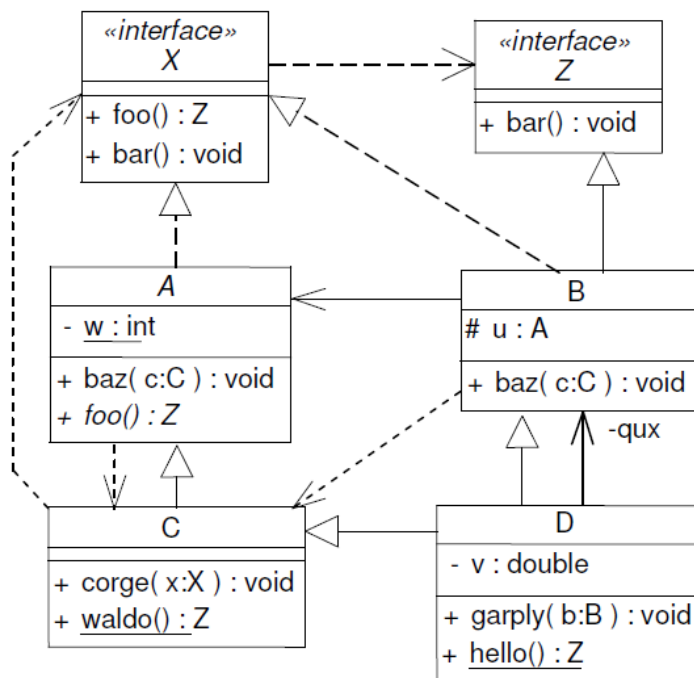 «interface»
X
+ foo() : Z
+ bar() : void
«interface»
Z
+ bar() : void
A
- w : int
+ baz( c:C ) : void
+ foo() : Z
B
# u : A
+ baz( c:C ) : void
-qux
C
+ corge( x:X ) : void
+ waldo() : Z
D
- v : double
+ garply( b:B ) : void
+ hello() : Z